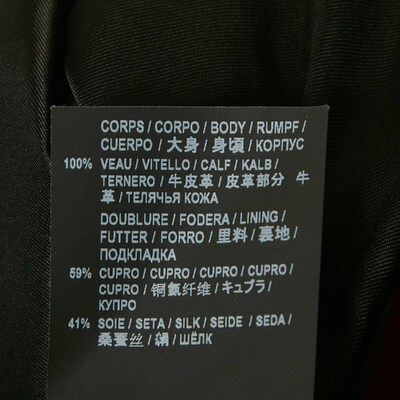 CORPS / CORPO / BODY / RUMPF /
CUERPO / 大身 / 身頃 / КОРПУС
100% VEAU / VITELLO / CALF / KALB /
TERNERO / 牛皮革 / 皮革部分 牛
革 / ТЕЛЯЧЬЯ КОЖА
DOUBLURE / FODERA / LINING /
FUTTER / FORRO / 里料 / 裏地 /
ПОДКЛАДКА
59% CUPRO / CUPRO / CUPRO / CUPRO /
CUPRO / 铜氨纤维 / キュプラ /
КУПРО
41% SOIE / SETA / SILK / SEIDE / SEDA /
桑蚕丝 / 絹 / ШЁЛК